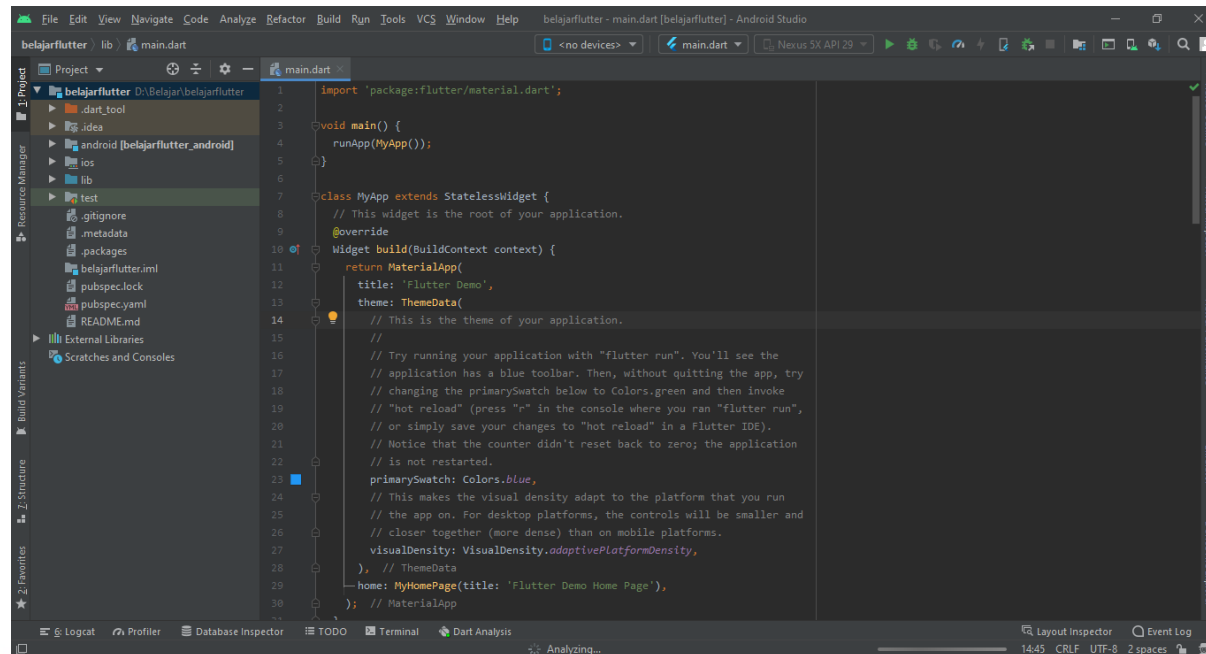 File Edit View Navigate Code Analyze Refactor Build Run Tools VCS Window Help belajarflutter - main.dart [belajarflutter] - Android Studio
belajarflutter lib main.dart <no devices> main.dart Nexus 5X API 29
1: Project
Resource Manager
Build Variants
7: Structure
2: Favorites
Project
belajarflutter D:\Belajar\belajarflutter
.dart_tool
.idea
android [belajarflutter_android]
ios
lib
test
.gitignore
.metadata
.packages
belajarflutter.iml
pubspec.lock
pubspec.yaml
README.md
External Libraries
Scratches and Consoles
main.dart
1 import 'package:flutter/material.dart';
2
3 void main() {
4 runApp(MyApp());
5 }
6
7 class MyApp extends StatelessWidget {
8 // This widget is the root of your application.
9 @override
10 Widget build(BuildContext context) {
11 return MaterialApp(
12 title: 'Flutter Demo',
13 theme: ThemeData(
14 // This is the theme of your application.
15 //
16 // Try running your application with "flutter run". You'll see the
17 // application has a blue toolbar. Then, without quitting the app, try
18 // changing the primarySwatch below to Colors.green and then invoke
19 // "hot reload" (press "r" in the console where you ran "flutter run",
20 // or simply save your changes to "hot reload" in a Flutter IDE).
21 // Notice that the counter didn't reset back to zero; the application
22 // is not restarted.
23 primarySwatch: Colors.blue,
24 // This makes the visual density adapt to the platform that you run
25 // the app on. For desktop platforms, the controls will be smaller and
26 // closer together (more dense) than on mobile platforms.
27 visualDensity: VisualDensity.adaptivePlatformDensity,
28 ), // ThemeData
29 home: MyHomePage(title: 'Flutter Demo Home Page'),
30 ); // MaterialApp
6: Logcat Profiler Database Inspector TODO Terminal Dart Analysis Layout Inspector Event Log
Analyzing... 14:45 CRLF UTF-8 2 spaces